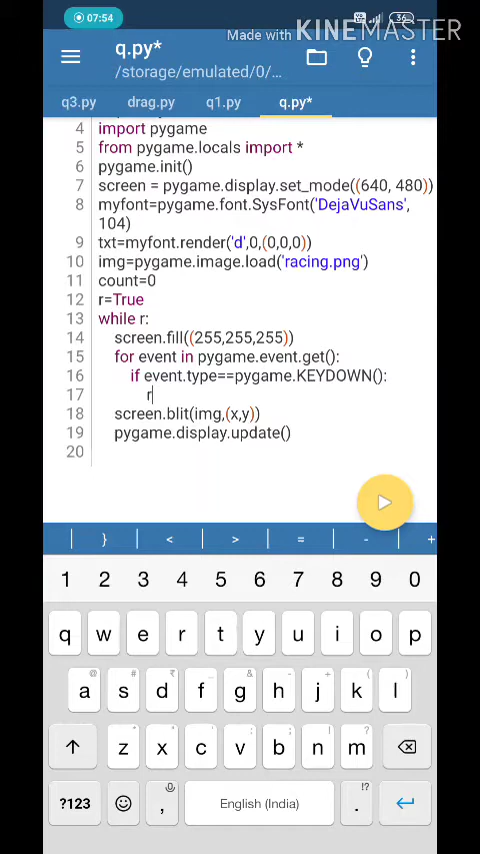 07:54
36
Made with KINEMASTER
q.py*
/storage/emulated/0/...
q3.py drag.py q1.py q.py*
4 import pygame
5 from pygame.locals import *
6 pygame.init()
7 screen = pygame.display.set_mode((640, 480))
8 myfont=pygame.font.SysFont('DejaVuSans',
104)
9 txt=myfont.render('d',0,(0,0,0))
10 img=pygame.image.load('racing.png')
11 count=0
12 r=True
13 while r:
14 screen.fill((255,255,255))
15 for event in pygame.event.get():
16 if event.type==pygame.KEYDOWN():
17 r
18 screen.blit(img,(x,y))
19 pygame.display.update()
20
} < > = - +
1 2 3 4 5 6 7 8 9 0
q w e r t y u i o p
@ # ₹ _ & - + ( )
a s d f g h j k l
* " ' : ; ! ?
z x c v b n m
!?
?123 , English (India) .